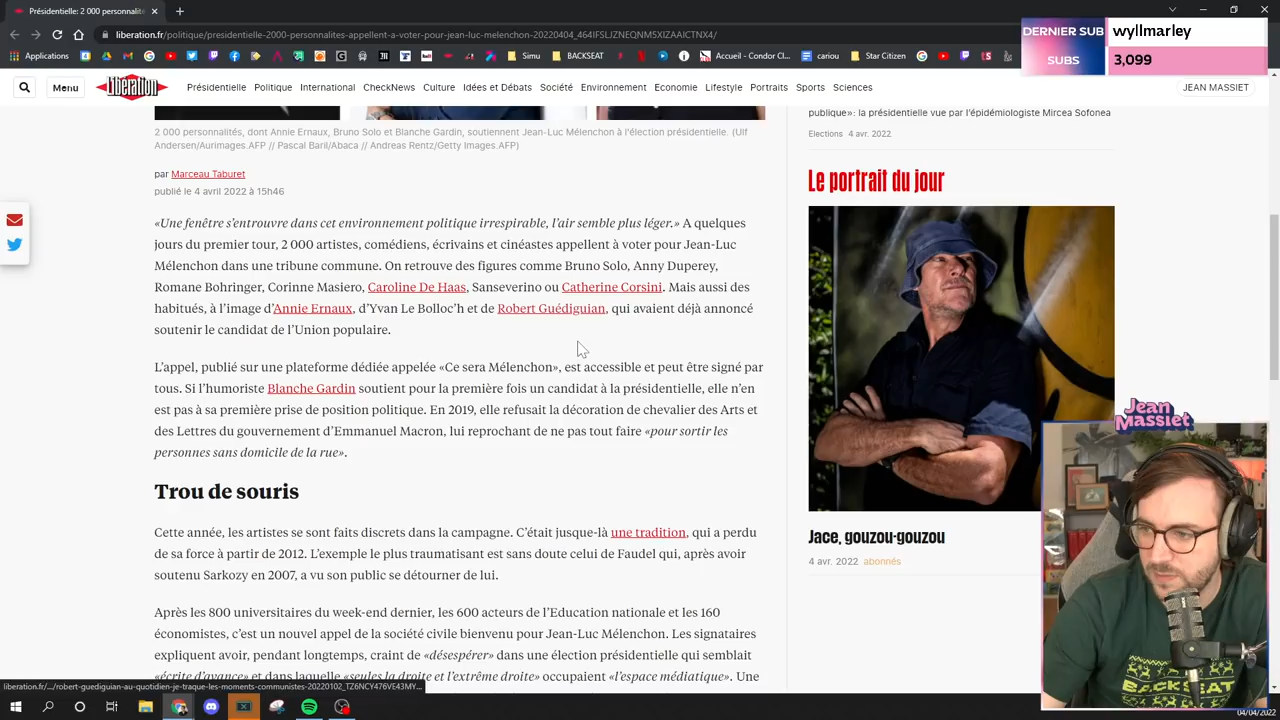 Présidentielle: 2 000 personna
liberation.fr/politique/presidentielle-2000-personnalites-appellent-a-voter-pour-jean-luc-melenchon-20220404_464IFSLJZNEQNM5XIZAAICTNX4/
Applications
Simu
BACKSEAT
Accueil - Condor Cl...
cariou
Star Citizen
DERNIER SUB
wyllmarley
SUBS
3,099
Menu
Libération
Présidentielle
Politique
International
CheckNews
Culture
Idées et Débats
Société
Environnement
Economie
Lifestyle
Portraits
Sports
Sciences
JEAN MASSIET
2 000 personnalités, dont Annie Ernaux, Bruno Solo et Blanche Gardin, soutiennent Jean-Luc Mélenchon à l'élection présidentielle. (Ulf
Andersen/Aurimages.AFP // Pascal Baril/Abaca // Andreas Rentz/Getty Images.AFP)
par Marceau Taburet
publié le 4 avril 2022 à 15h46
«Une fenêtre s'entrouvre dans cet environnement politique irrespirable, l'air semble plus léger.» A quelques
jours du premier tour, 2 000 artistes, comédiens, écrivains et cinéastes appellent à voter pour Jean-Luc
Mélenchon dans une tribune commune. On retrouve des figures comme Bruno Solo, Anny Duperey,
Romane Bohringer, Corinne Masiero, Caroline De Haas, Sanseverino ou Catherine Corsini. Mais aussi des
habitués, à l'image d'Annie Ernaux, d'Yvan Le Bolloc'h et de Robert Guédiguian, qui avaient déjà annoncé
soutenir le candidat de l'Union populaire.
L'appel, publié sur une plateforme dédiée appelée «Ce sera Mélenchon», est accessible et peut être signé par
tous. Si l'humoriste Blanche Gardin soutient pour la première fois un candidat à la présidentielle, elle n'en
est pas à sa première prise de position politique. En 2019, elle refusait la décoration de chevalier des Arts et
des Lettres du gouvernement d'Emmanuel Macron, lui reprochant de ne pas tout faire «pour sortir les
personnes sans domicile de la rue».
Trou de souris
Cette année, les artistes se sont faits discrets dans la campagne. C'était jusque-là une tradition, qui a perdu
de sa force à partir de 2012. L'exemple le plus traumatisant est sans doute celui de Faudel qui, après avoir
soutenu Sarkozy en 2007, a vu son public se détourner de lui.
Après les 800 universitaires du week-end dernier, les 600 acteurs de l'Education nationale et les 160
économistes, c'est un nouvel appel de la société civile bienvenu pour Jean-Luc Mélenchon. Les signataires
expliquent avoir, pendant longtemps, craint de «désespérer» dans une élection présidentielle qui semblait
«écrite d'avance» et dans laquelle «seules la droite et l'extrême droite» occupaient «l'espace médiatique». Une
publique»: la présidentielle vue par l'épidémiologiste Mircea Sofonea
Elections 4 avr. 2022
Le portrait du jour
Jace, gouzou-gouzou
4 avr. 2022 abonnés
Jean
Massiet
BACKSEAT
liberation.fr/.../robert-guediguian-au-quotidien-je-traque-les-moments-communistes-20220102_TZ6NCY476VE43MY...
04/04/2022